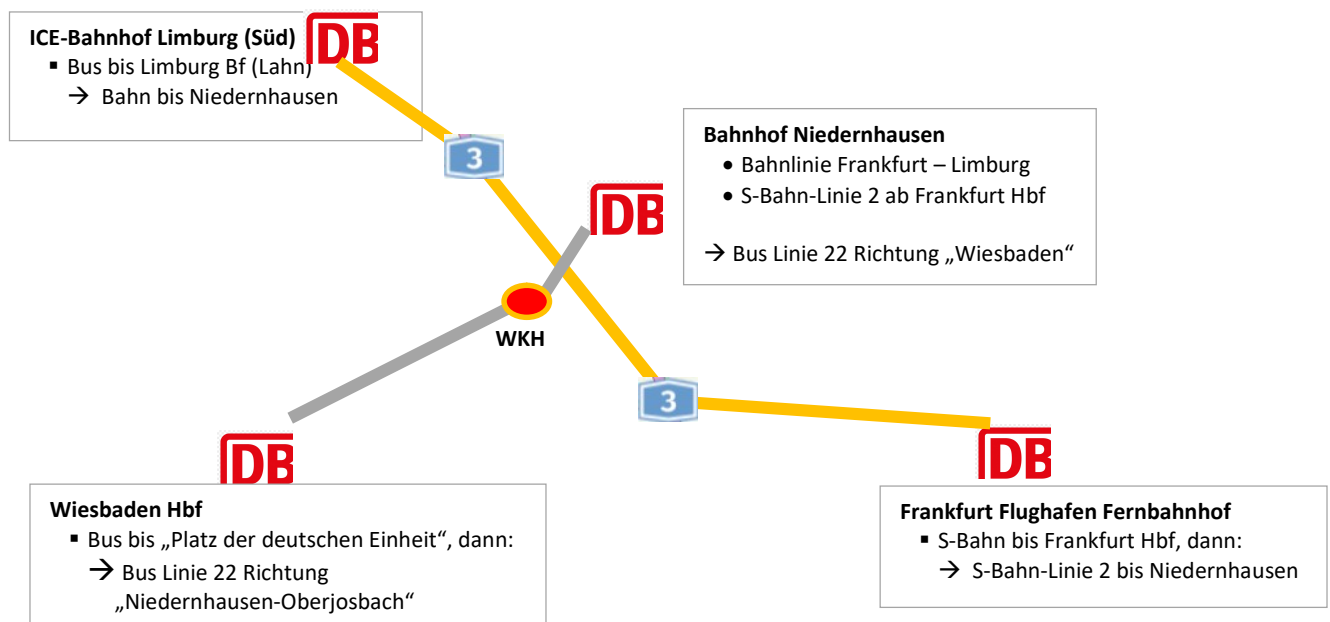 ICE-Bahnhof Limburg (Süd)
DB
▪ Bus bis Limburg Bf (Lahn)
→ Bahn bis Niedernhausen
3
Bahnhof Niedernhausen
• Bahnlinie Frankfurt – Limburg
• S-Bahn-Linie 2 ab Frankfurt Hbf
→ Bus Linie 22 Richtung „Wiesbaden“
DB
WKH
3
DB
Wiesbaden Hbf
▪ Bus bis „Platz der deutschen Einheit“, dann:
→ Bus Linie 22 Richtung
„Niedernhausen-Oberjosbach“
DB
Frankfurt Flughafen Fernbahnhof
▪ S-Bahn bis Frankfurt Hbf, dann:
→ S-Bahn-Linie 2 bis Niedernhausen